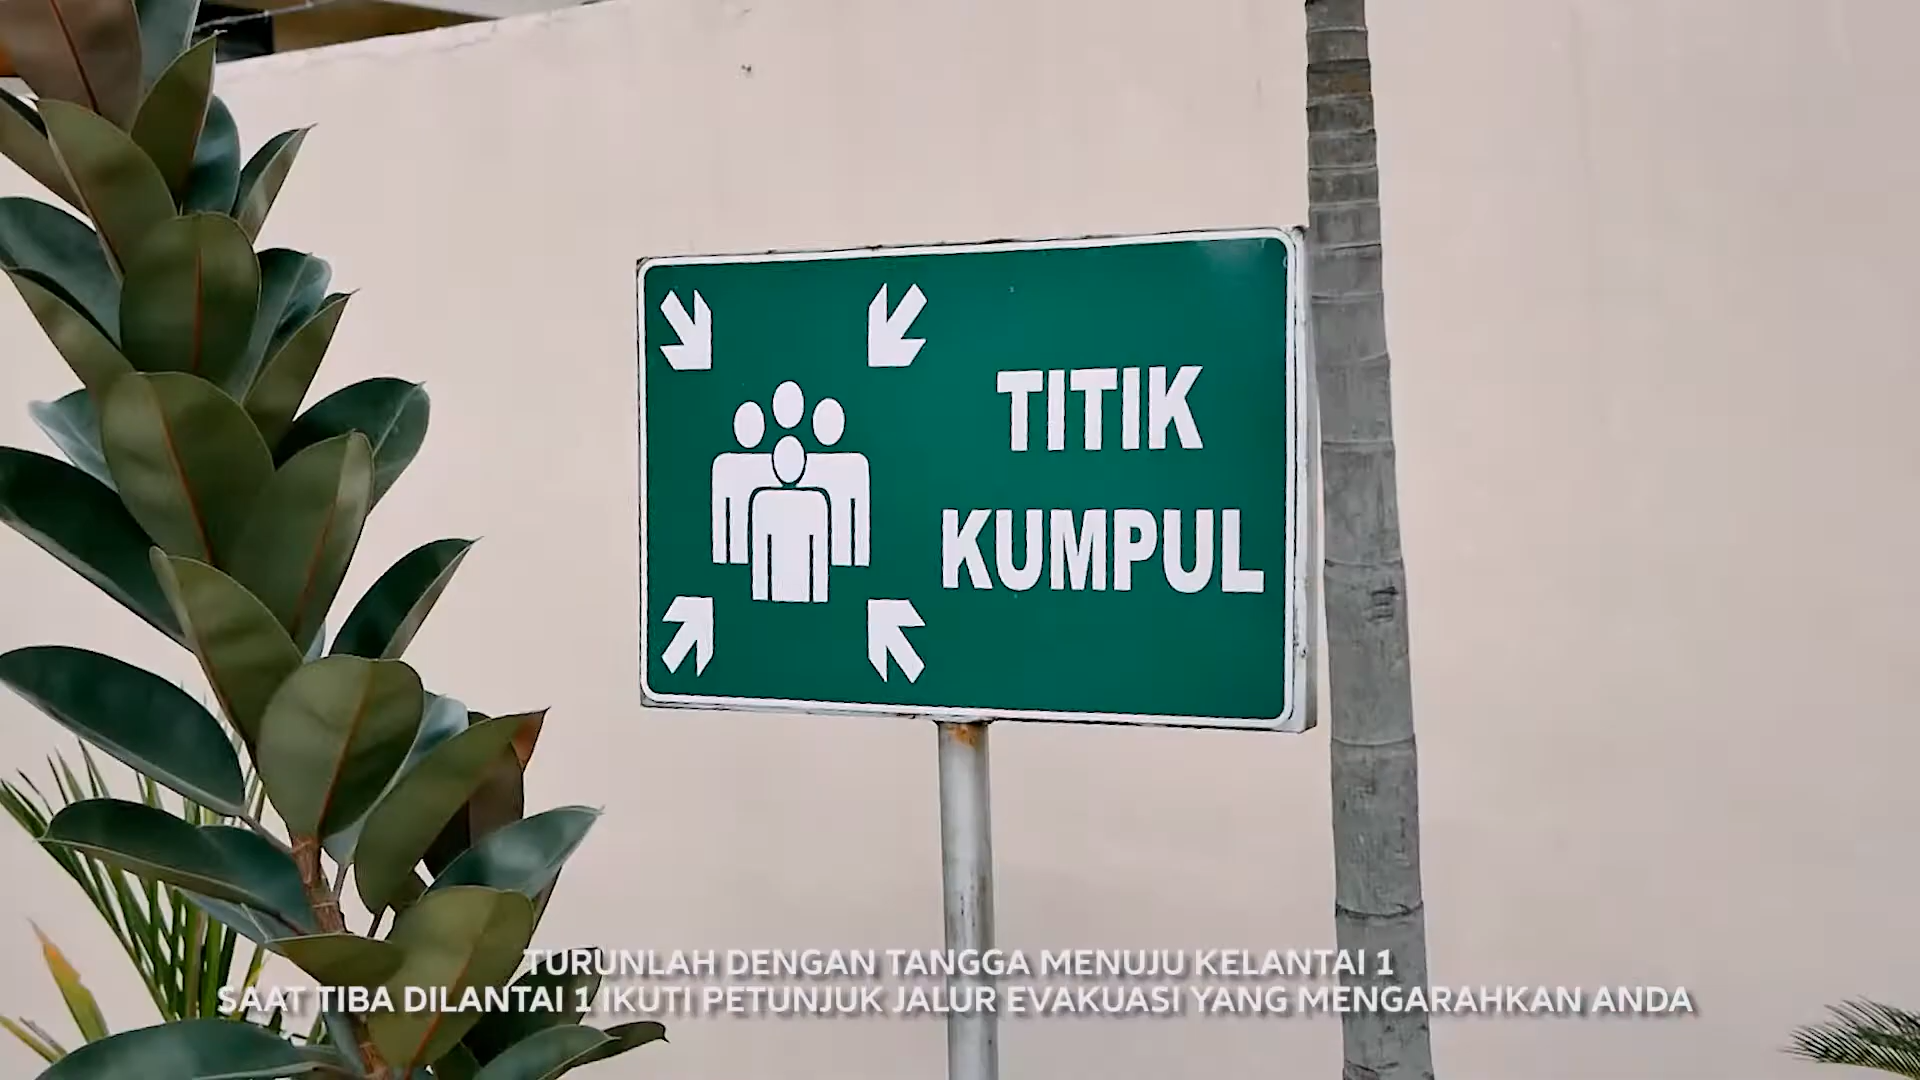 TITIK
KUMPUL
TURUNLAH DENGAN TANGGA MENUJU KELANTAI 1
SAAT TIBA DILANTAI 1 IKUTI PETUNJUK JALUR EVAKUASI YANG MENGARAHKAN ANDA